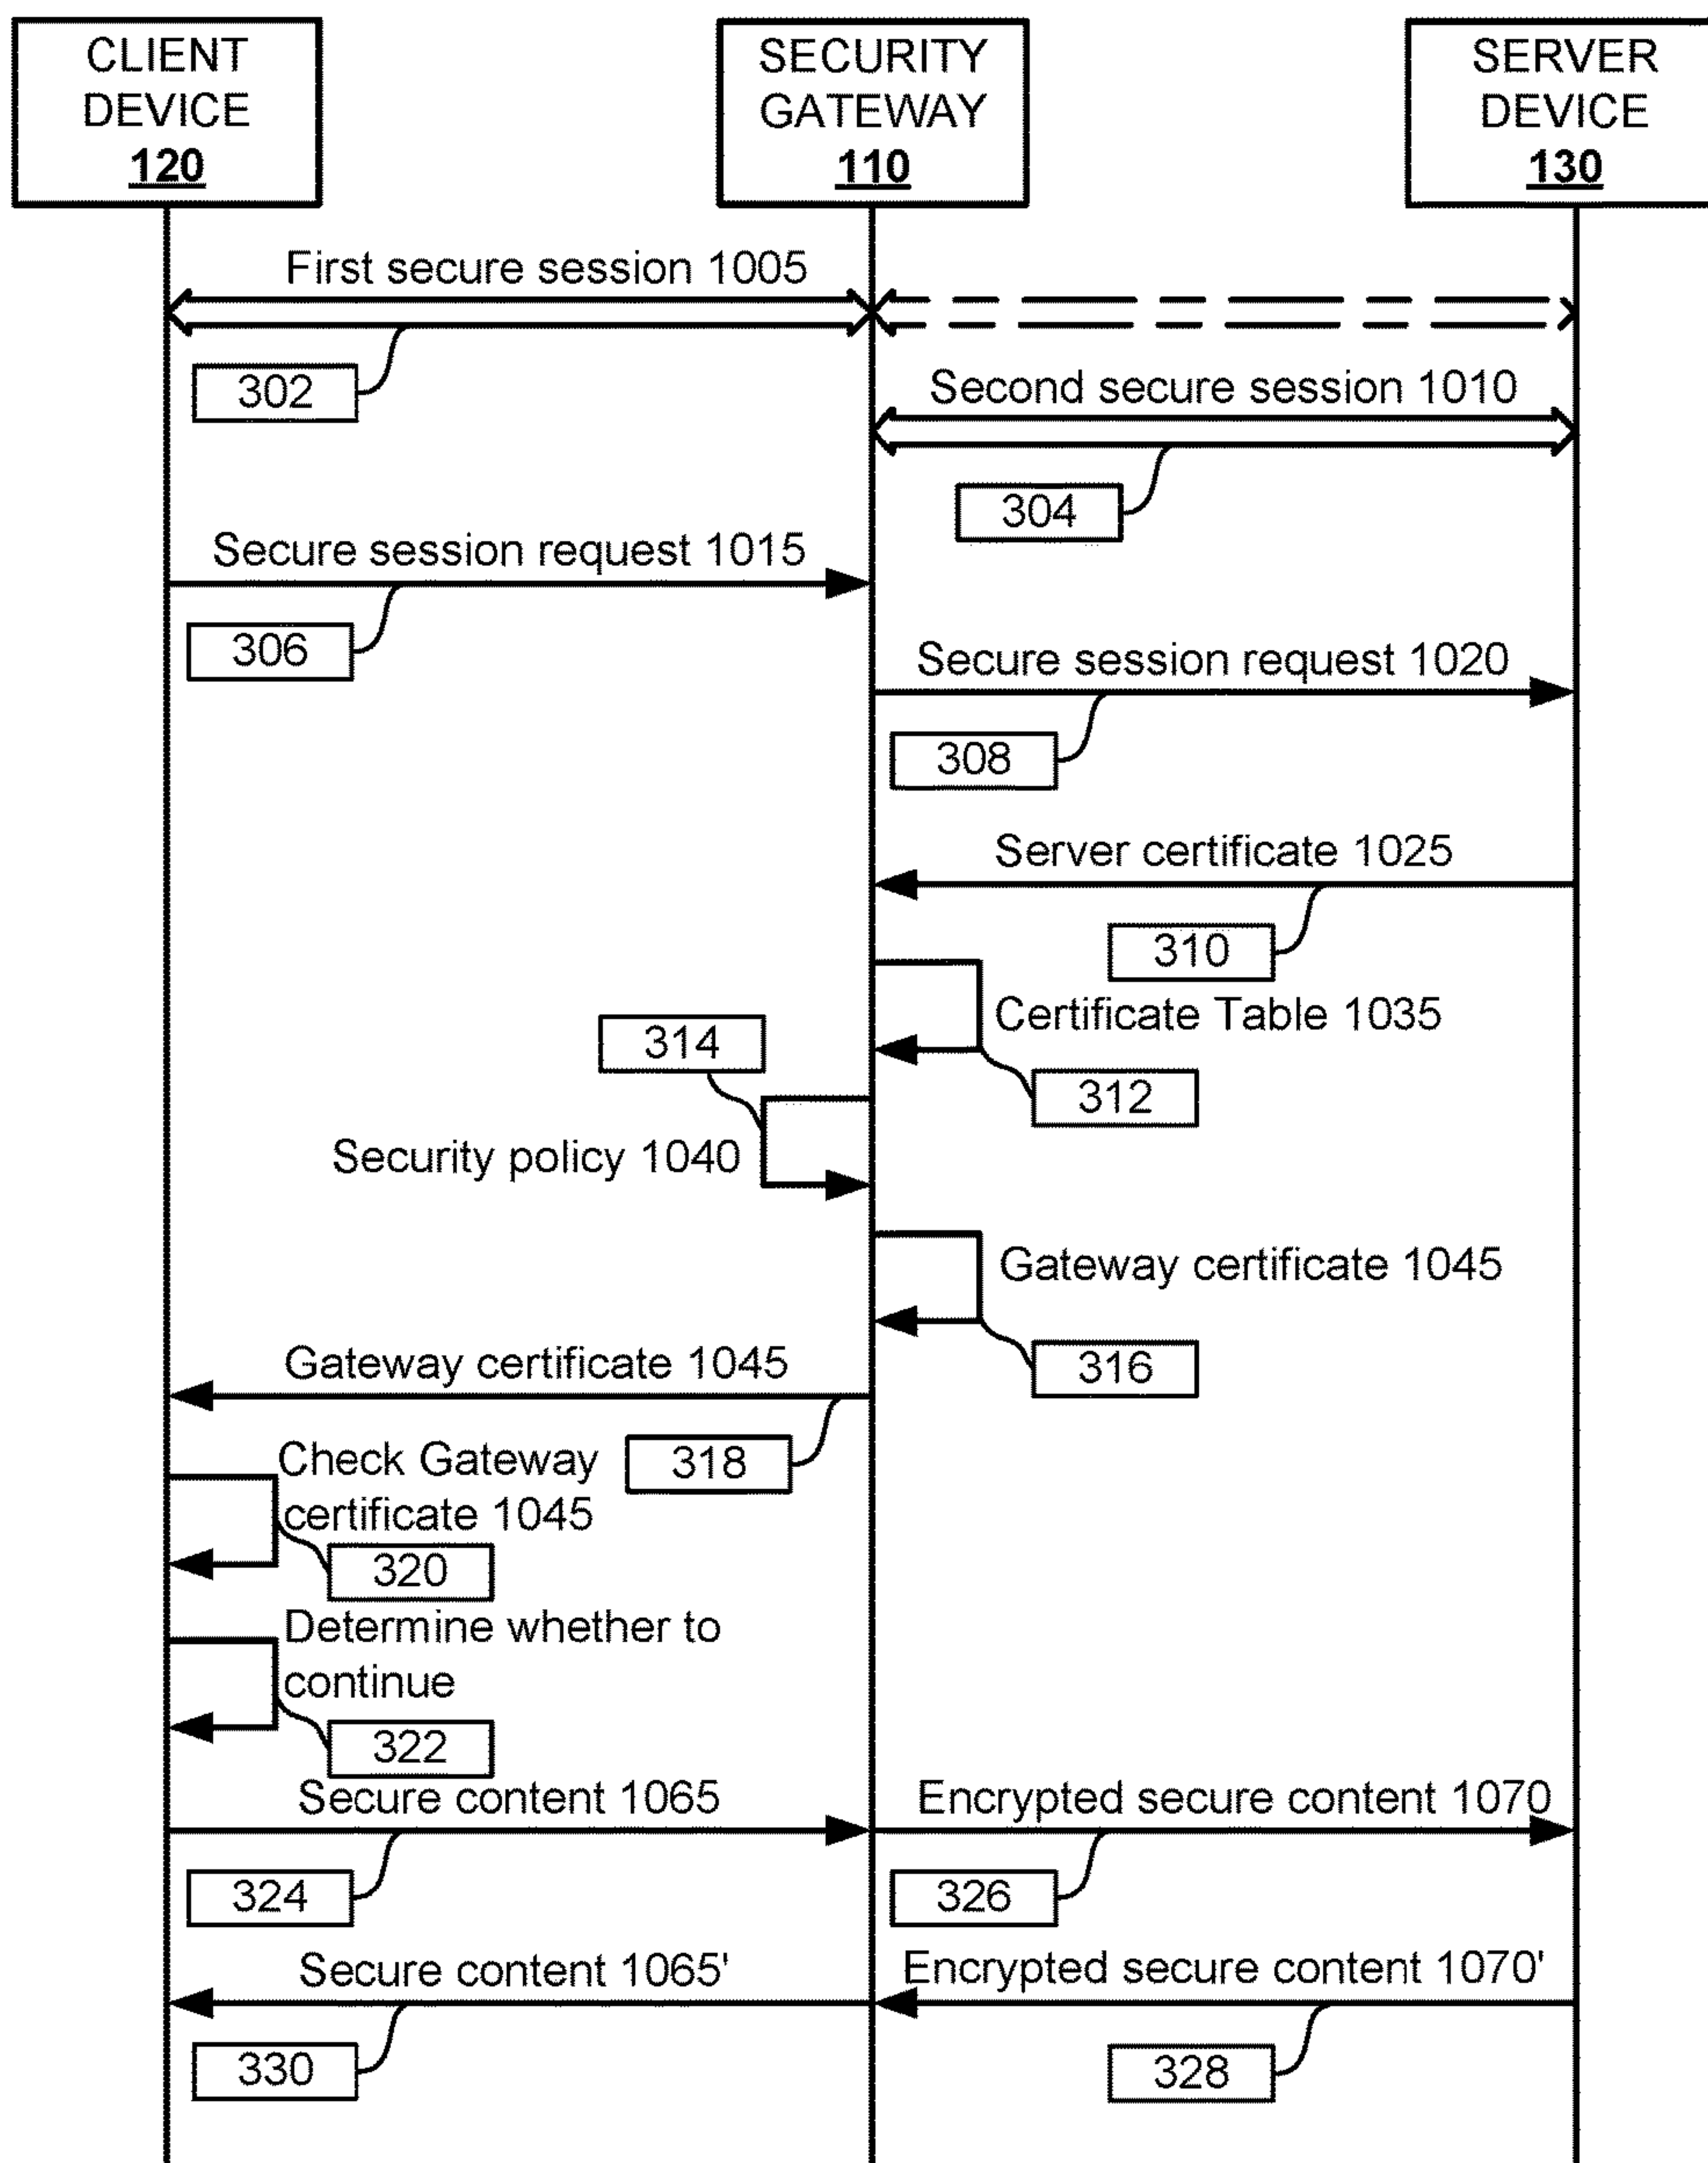 CLIENT
DEVICE
120
SECURITY
GATEWAY
110
SERVER
DEVICE
130
First secure session 1005
302
Second secure session 1010
304
Secure session request 1015
306
Secure session request 1020
308
Server certificate 1025
310
Certificate Table 1035
312
314
Security policy 1040
Gateway certificate 1045
316
Gateway certificate 1045
318
Check Gateway
certificate 1045
320
Determine whether to
continue
322
Secure content 1065
324
Encrypted secure content 1070
326
Secure content 1065'
330
Encrypted secure content 1070'
328